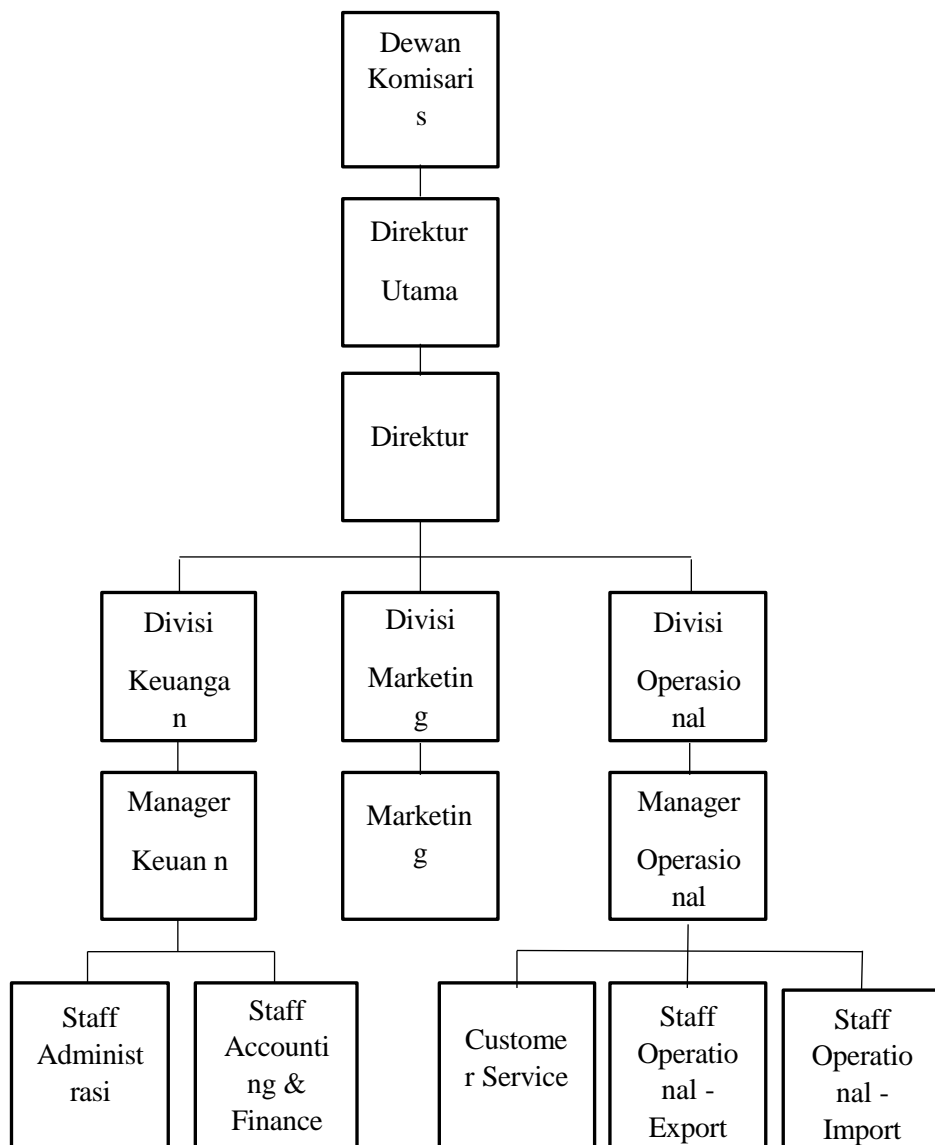 Dewan
Komisari
s
Direktur
Utama
Direktur
Divisi
Keuanga
n
Divisi
Marketin
g
Divisi
Operasio
nal
Manager
Keuan n
Marketin
g
Manager
Operasio
nal
Staff
Administ
rasi
Staff
Accounti
ng &
Finance
Custome
r Service
Staff
Operatio
nal -
Export
Staff
Operatio
nal -
Import